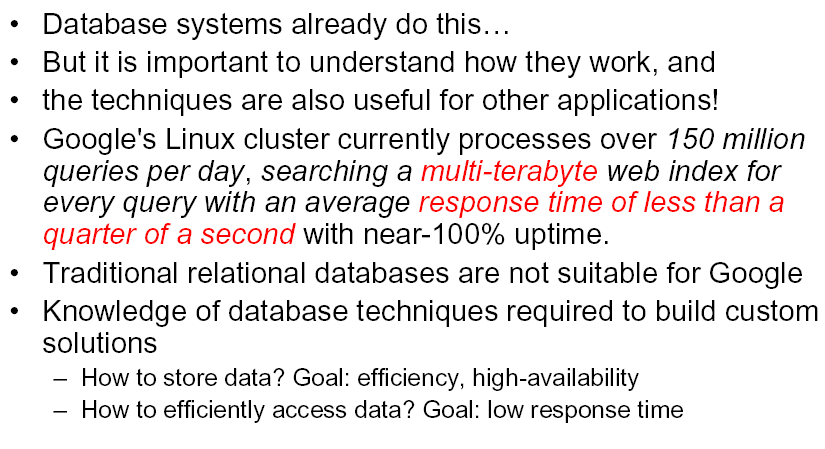 • Database systems already do this…
• But it is important to understand how they work, and
• the techniques are also useful for other applications!
• Google's Linux cluster currently processes over 150 million
queries per day, searching a multi-terabyte web index for
every query with an average response time of less than a
quarter of a second with near-100% uptime.
• Traditional relational databases are not suitable for Google
• Knowledge of database techniques required to build custom
solutions
– How to store data? Goal: efficiency, high-availability
– How to efficiently access data? Goal: low response time